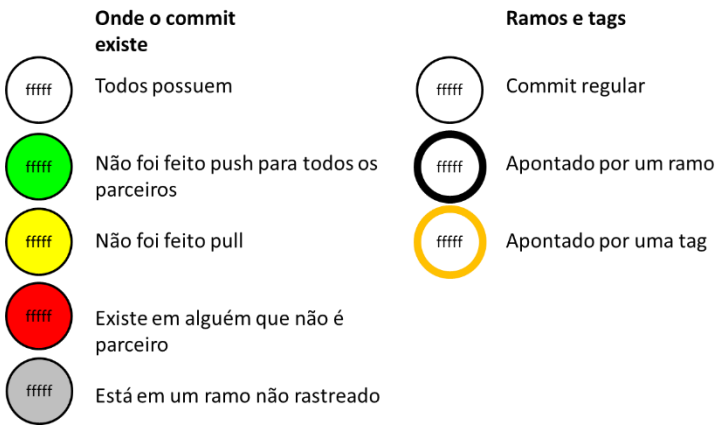 Onde o commit
existe
fffff
Todos possuem
fffff
Não foi feito push para todos os
parceiros
fffff
Não foi feito pull
fffff
Existe em alguém que não é
parceiro
fffff
Está em um ramo não rastreado
Ramos e tags
fffff
Commit regular
fffff
Apontado por um ramo
fffff
Apontado por uma tag